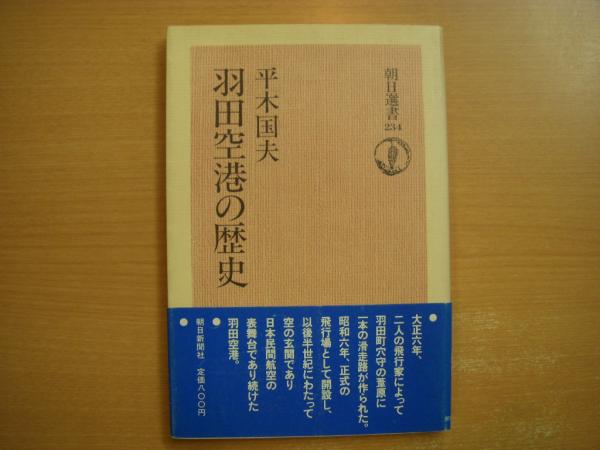 朝日選書
234
平木国夫
羽田空港の歴史
大正六年、
二人の飛行家によって
羽田町穴守の葦原に
一本の滑走路が作られた。
昭和六年、正式の
飛行場として開設し、
以後半世紀にわたって
空の玄関であり
日本民間航空の
表舞台であり続けた
羽田空港。
朝日新聞社 定価八〇〇円